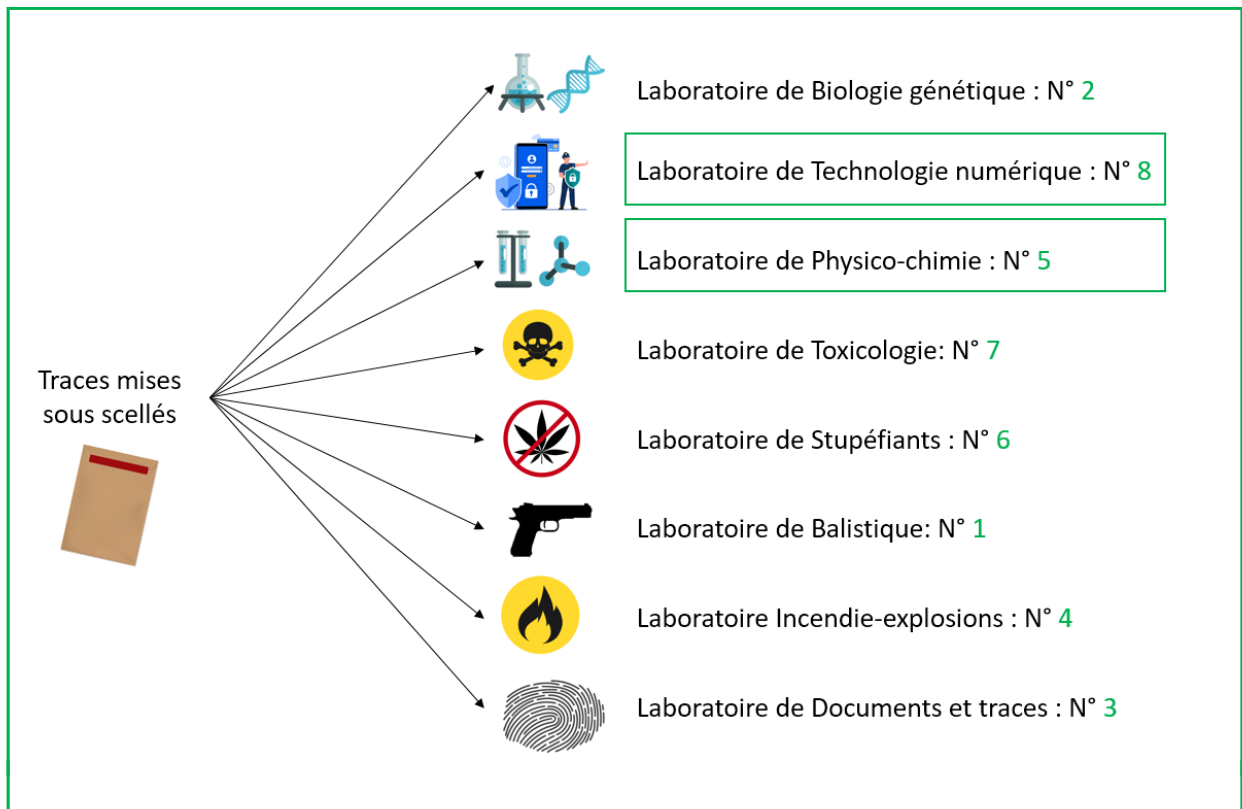 Traces mises
sous scellés
Laboratoire de Biologie génétique : N° 2
Laboratoire de Technologie numérique : N° 8
Laboratoire de Physico-chimie : N° 5
Laboratoire de Toxicologie: N° 7
Laboratoire de Stupéfiants : N° 6
Laboratoire de Balistique: N° 1
Laboratoire Incendie-explosions : N° 4
Laboratoire de Documents et traces : N° 3